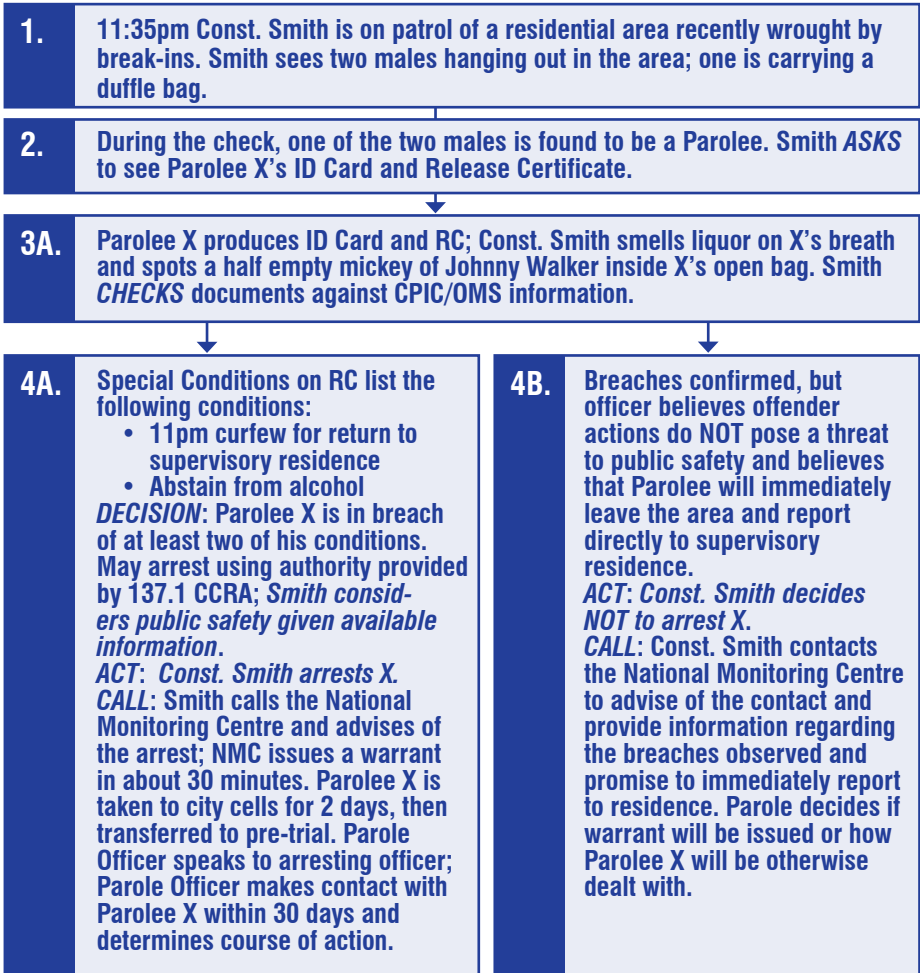 1.
11:35pm Const. Smith is on patrol of a residential area recently wrought by
break-ins. Smith sees two males hanging out in the area; one is carrying a
duffle bag.
2.
During the check, one of the two males is found to be a Parolee. Smith ASKS
to see Parolee X's ID Card and Release Certificate.
3A.
Parolee X produces ID Card and RC; Const. Smith smells liquor on X's breath
and spots a half empty mickey of Johnny Walker inside X's open bag. Smith
CHECKS documents against CPIC/OMS information.
4A.
Special Conditions on RC list the
following conditions:
• 11pm curfew for return to
supervisory residence
• Abstain from alcohol
DECISION: Parolee X is in breach
of at least two of his conditions.
May arrest using authority provided
by 137.1 CCRA; Smith consid-
ers public safety given available
information.
ACT: Const. Smith arrests X.
CALL: Smith calls the National
Monitoring Centre and advises of
the arrest; NMC issues a warrant
in about 30 minutes. Parolee X is
taken to city cells for 2 days, then
transferred to pre-trial. Parole
Officer speaks to arresting officer;
Parole Officer makes contact with
Parolee X within 30 days and
determines course of action.
4B.
Breaches confirmed, but
officer believes offender
actions do NOT pose a threat
to public safety and believes
that Parolee will immediately
leave the area and report
directly to supervisory
residence.
ACT: Const. Smith decides
NOT to arrest X.
CALL: Const. Smith contacts
the National Monitoring Centre
to advise of the contact and
provide information regarding
the breaches observed and
promise to immediately report
to residence. Parole decides if
warrant will be issued or how
Parolee X will be otherwise
dealt with.